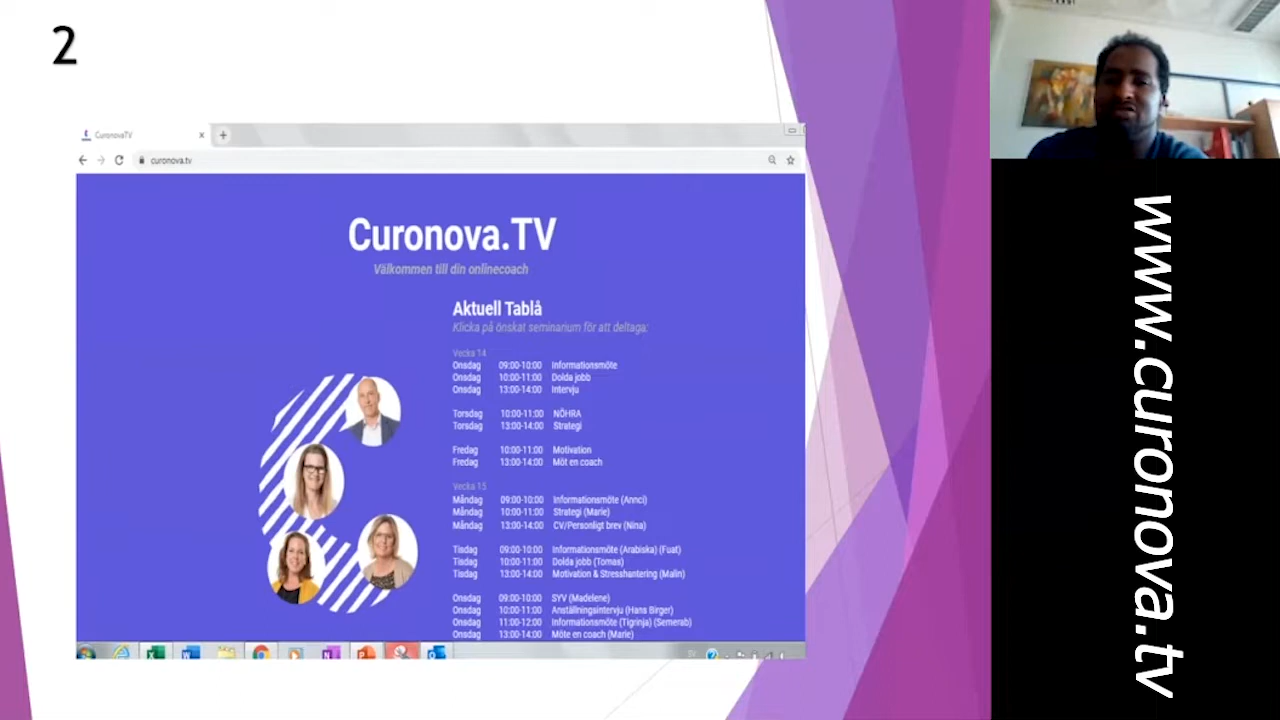 2
CuronovaTV
curonova.tv
Curonova.TV
Välkommen till din onlinecoach
Aktuell Tablå
Klicka på önskat seminarium för att deltaga:
Vecka 14
Onsdag 09:00-10:00 Informationsmöte
Onsdag 10:00-11:00 Dolda jobb
Onsdag 13:00-14:00 Intervju
Torsdag 10:00-11:00 NÖHRA
Torsdag 13:00-14:00 Strategi
Fredag 10:00-11:00 Motivation
Fredag 13:00-14:00 Möt en coach
Vecka 15
Måndag 09:00-10:00 Informationsmöte (Annci)
Måndag 10:00-11:00 Strategi (Marie)
Måndag 13:00-14:00 CV/Personligt brev (Nina)
Tisdag 09:00-10:00 Informationsmöte (Arabiska) (Fuat)
Tisdag 10:00-11:00 Dolda jobb (Tomas)
Tisdag 13:00-14:00 Motivation & Stresshantering (Malin)
Onsdag 09:00-10:00 SYV (Madelene)
Onsdag 10:00-11:00 Anställningsintervju (Hans Birger)
Onsdag 11:00-12:00 Informationsmöte (Tigrinja) (Semerab)
Onsdag 13:00-14:00 Möte en coach (Marie)
www.curonova.tv